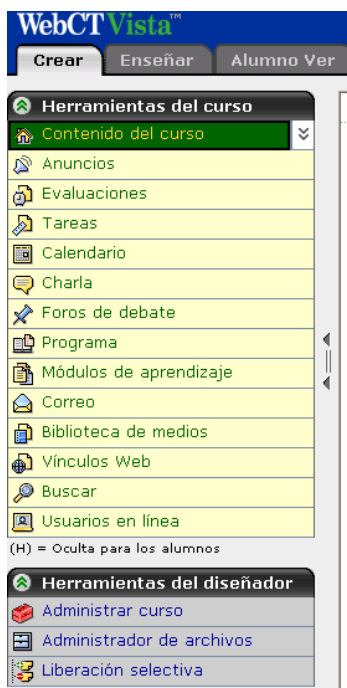 WebCT Vista™
Crear Enseñar Alumno Ver
Herramientas del curso
Contenido del curso
Anuncios
Evaluaciones
Tareas
Calendario
Charla
Foros de debate
Programa
Módulos de aprendizaje
Correo
Biblioteca de medios
Vínculos Web
Buscar
Usuarios en línea
(H) = Oculta para los alumnos
Herramientas del diseñador
Administrar curso
Administrador de archivos
Liberación selectiva